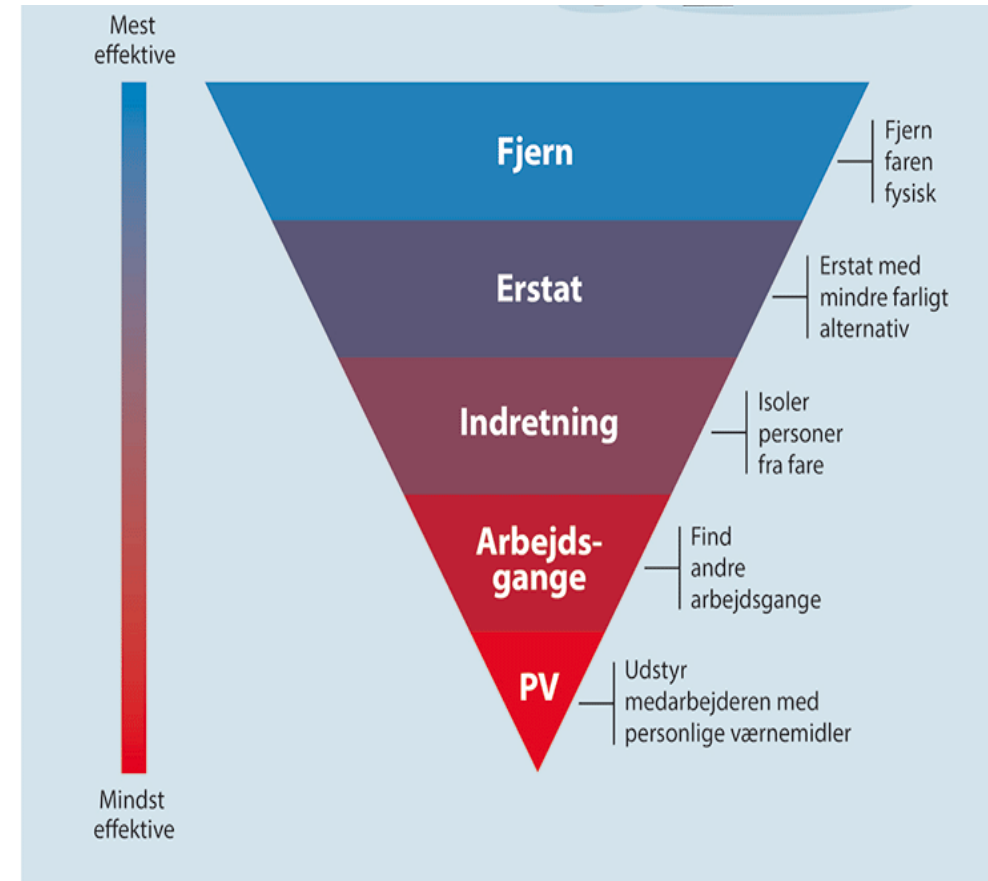 Mest
effektive
Fjern
Fjern
faren
fysisk
Erstat
Erstat med
mindre farligt
alternativ
Indretning
Isoler
personer
fra fare
Arbejds-
gange
Find
andre
arbejdsgange
PV
Udstyr
medarbejderen med
personlige værnemidler
Mindst
effektive